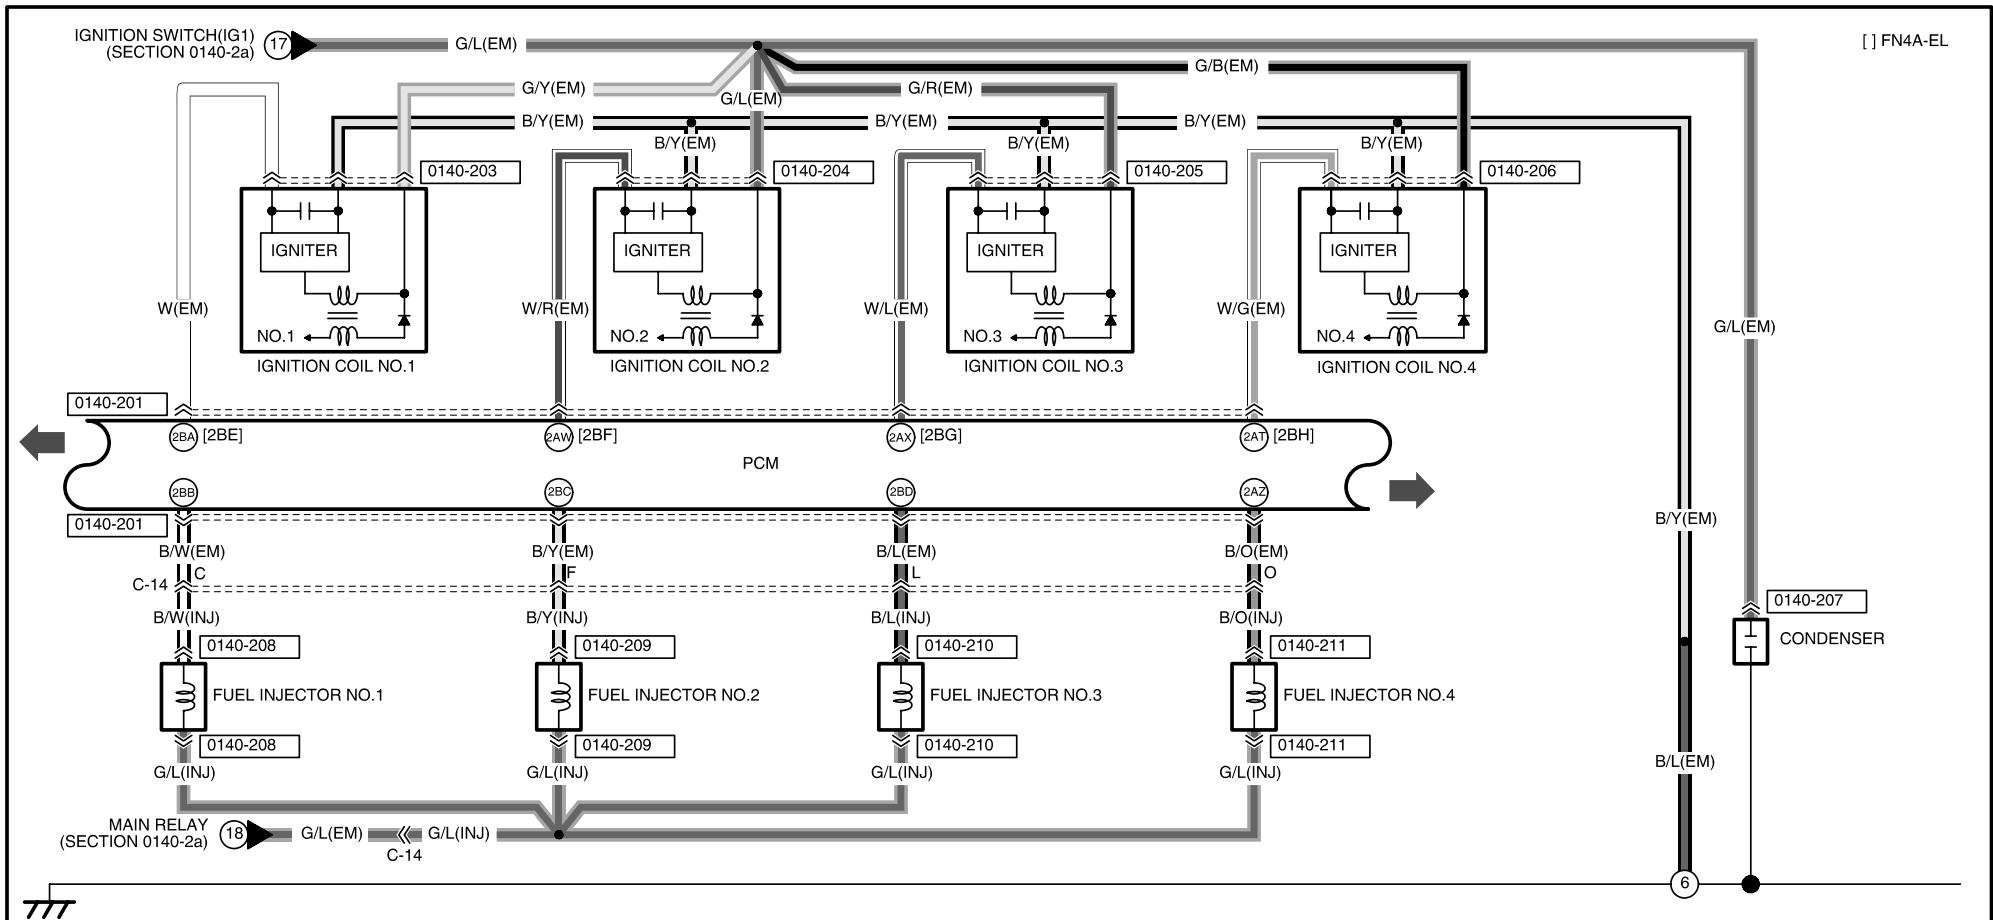 IGNITION SWITCH(IG1)
(SECTION 0140-2a)
17
G/L(EM)
[ ] FN4A-EL
G/B(EM)
G/Y(EM)
G/L(EM)
G/R(EM)
B/Y(EM)
B/Y(EM)
B/Y(EM)
B/Y(EM)
B/Y(EM)
B/Y(EM)
0140-203
0140-204
0140-205
0140-206
IGNITER
IGNITER
IGNITER
IGNITER
W(EM)
W/R(EM)
W/L(EM)
W/G(EM)
G/L(EM)
NO.1
NO.2
NO.3
NO.4
IGNITION COIL NO.1
IGNITION COIL NO.2
IGNITION COIL NO.3
IGNITION COIL NO.4
0140-201
2BA [2BE]
2AW [2BF]
2AX [2BG]
2AT [2BH]
PCM
2BB
2BC
2BD
2AZ
0140-201
B/Y(EM)
B/W(EM)
B/Y(EM)
B/L(EM)
B/O(EM)
C-14
C
F
L
O
B/W(INJ)
B/Y(INJ)
B/L(INJ)
B/O(INJ)
0140-207
CONDENSER
0140-208
0140-209
0140-210
0140-211
FUEL INJECTOR NO.1
FUEL INJECTOR NO.2
FUEL INJECTOR NO.3
FUEL INJECTOR NO.4
0140-208
0140-209
0140-210
0140-211
G/L(INJ)
G/L(INJ)
G/L(INJ)
G/L(INJ)
B/L(EM)
MAIN RELAY
(SECTION 0140-2a)
18
G/L(EM)
G/L(INJ)
C-14
6